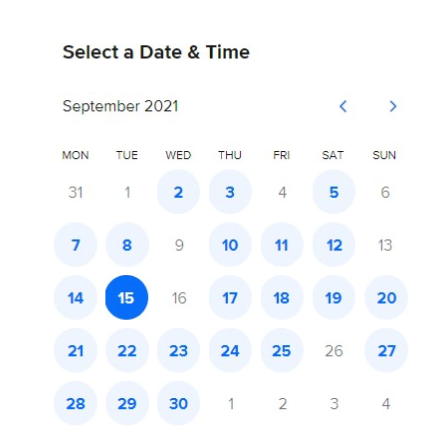 Select a Date & Time
September 2021
MON TUE WED THU FRI SAT SUN
31 1 2 3 4 5 6
7 8 9 10 11 12 13
14 15 16 17 18 19 20
21 22 23 24 25 26 27
28 29 30 1 2 3 4